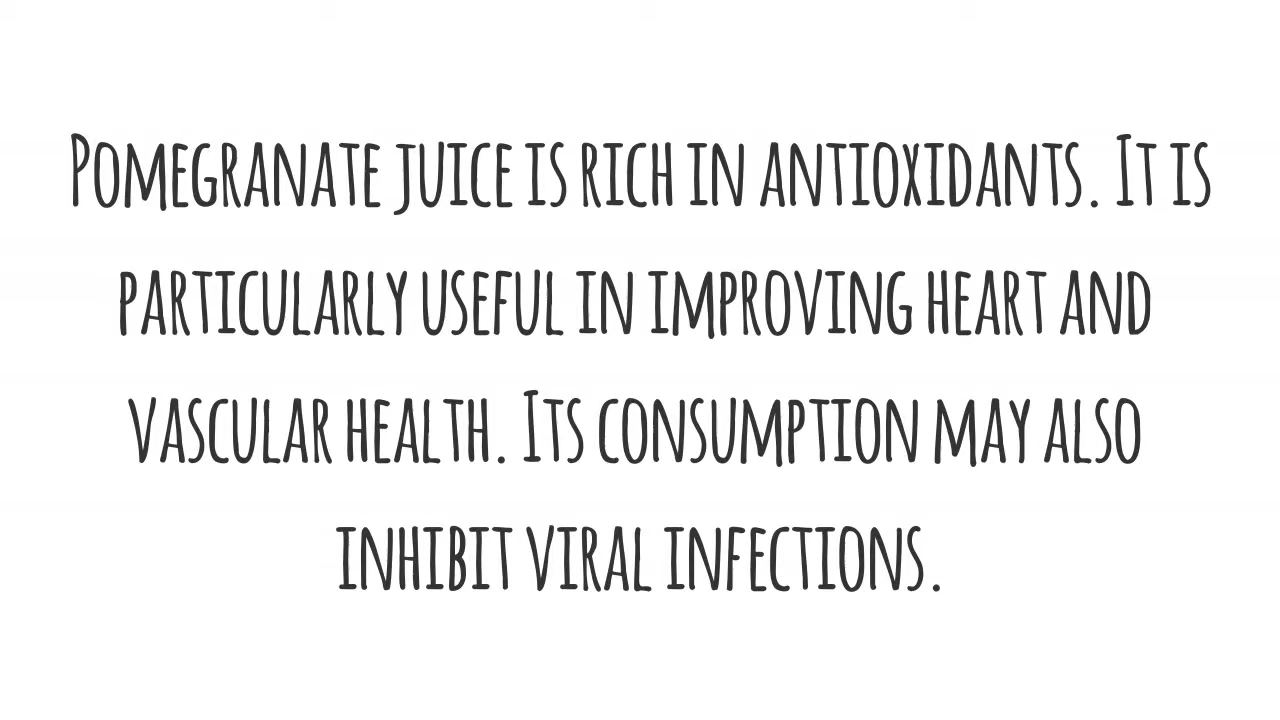 Pomegranate juice is rich in antioxidants. It is
particularly useful in improving heart and
vascular health. Its consumption may also
inhibit viral infections.